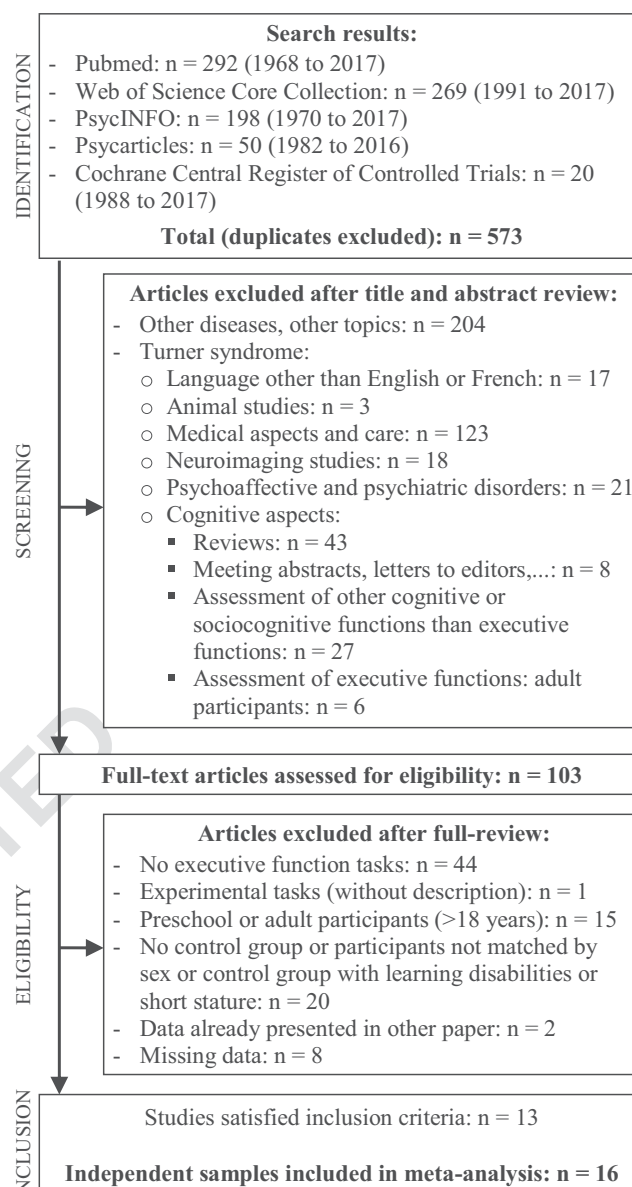 IDENTIFICATION
Search results:
- Pubmed: n = 292 (1968 to 2017)
- Web of Science Core Collection: n = 269 (1991 to 2017)
- PsycINFO: n = 198 (1970 to 2017)
- Psycarticles: n = 50 (1982 to 2016)
- Cochrane Central Register of Controlled Trials: n = 20
(1988 to 2017)
Total (duplicates excluded): n = 573
SCREENING
Articles excluded after title and abstract review:
- Other diseases, other topics: n = 204
- Turner syndrome:
o Language other than English or French: n = 17
o Animal studies: n = 3
o Medical aspects and care: n = 123
o Neuroimaging studies: n = 18
o Psychoaffective and psychiatric disorders: n = 21
o Cognitive aspects:
▪ Reviews: n = 43
▪ Meeting abstracts, letters to editors,...: n = 8
▪ Assessment of other cognitive or
sociocognitive functions than executive
functions: n = 27
▪ Assessment of executive functions: adult
participants: n = 6
TED
Full-text articles assessed for eligibility: n = 103
ELIGIBILITY
Articles excluded after full-review:
- No executive function tasks: n = 44
- Experimental tasks (without description): n = 1
- Preschool or adult participants (>18 years): n = 15
- No control group or participants not matched by
sex or control group with learning disabilities or
short stature: n = 20
- Data already presented in other paper: n = 2
- Missing data: n = 8
NCLUSION
Studies satisfied inclusion criteria: n = 13
Independent samples included in meta-analysis: n = 16